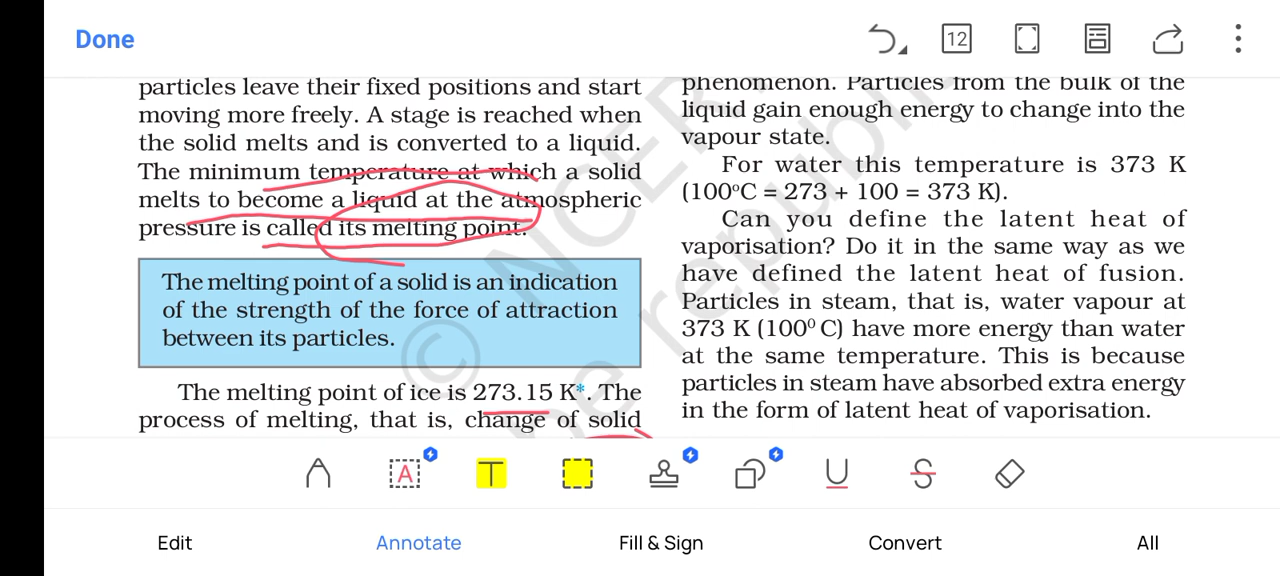 Done
12
particles leave their fixed positions and start
moving more freely. A stage is reached when
the solid melts and is converted to a liquid.
The minimum temperature at which a solid
melts to become a liquid at the atmospheric
pressure is called its melting point.
The melting point of a solid is an indication
of the strength of the force of attraction
between its particles.
The melting point of ice is 273.15 K*. The
process of melting, that is, change of solid
phenomenon. Particles from the bulk of the
liquid gain enough energy to change into the
vapour state.
For water this temperature is 373 K
(100°C = 273 + 100 = 373 K).
Can you define the latent heat of
vaporisation? Do it in the same way as we
have defined the latent heat of fusion.
Particles in steam, that is, water vapour at
373 K (100⁰ C) have more energy than water
at the same temperature. This is because
particles in steam have absorbed extra energy
in the form of latent heat of vaporisation.
© NCER
be republi
A T U S
Edit Annotate Fill & Sign Convert All